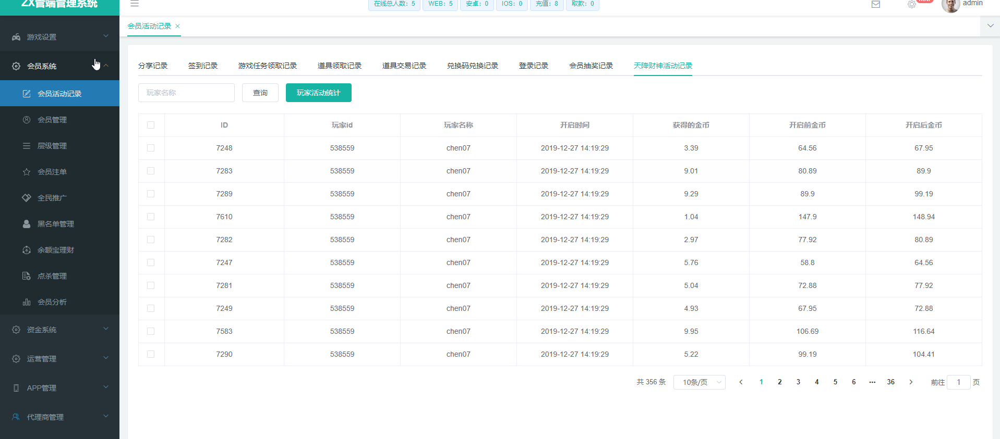 ZX管端管理系统
在线总人数：5 WEB：5 安卓：0 IOS：0 充值：8 取款：0
new
admin
会员活动记录
游戏设置
会员系统
会员活动记录
会员管理
层级管理
会员注单
全民推广
黑名单管理
余额宝理财
点杀管理
会员分析
资金系统
运营管理
APP管理
代理商管理
分享记录 签到记录 游戏任务领取记录 道具领取记录 道具交易记录 兑换码兑换记录 登录记录 会员抽奖记录 天降财神活动记录
玩家名称 查询 玩家活动统计
ID 玩家id 玩家名称 开启时间 获得的金币 开启前金币 开启后金币
7248 538559 chen07 2019-12-27 14:19:29 3.39 64.56 67.95
7283 538559 chen07 2019-12-27 14:19:29 9.01 80.89 89.9
7289 538559 chen07 2019-12-27 14:19:29 9.29 89.9 99.19
7610 538559 chen07 2019-12-27 14:19:29 1.04 147.9 148.94
7282 538559 chen07 2019-12-27 14:19:29 2.97 77.92 80.89
7247 538559 chen07 2019-12-27 14:19:29 5.76 58.8 64.56
7281 538559 chen07 2019-12-27 14:19:29 5.04 72.88 77.92
7249 538559 chen07 2019-12-27 14:19:29 4.93 67.95 72.88
7583 538559 chen07 2019-12-27 14:19:29 9.95 106.69 116.64
7290 538559 chen07 2019-12-27 14:19:29 5.22 99.19 104.41
共 356 条 10条/页 1 2 3 4 5 6 ··· 36 前往 1 页